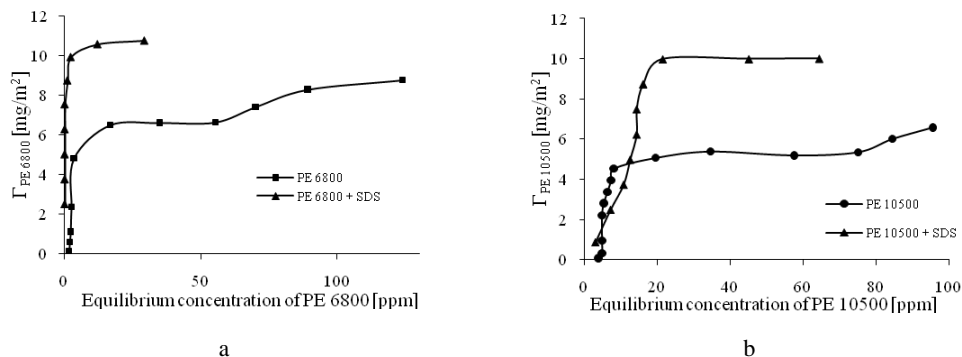 12
10
8
6
4
2
0
Γ PE 6800 [mg/m²]
PE 6800
PE 6800 + SDS
0 50 100
Equilibrium concentration of PE 6800 [ppm]
a
12
10
8
6
4
2
0
Γ PE 10500 [mg/m²]
PE 10500
PE 10500 + SDS
0 20 40 60 80 100
Equilibrium concentration of PE 10500 [ppm]
b